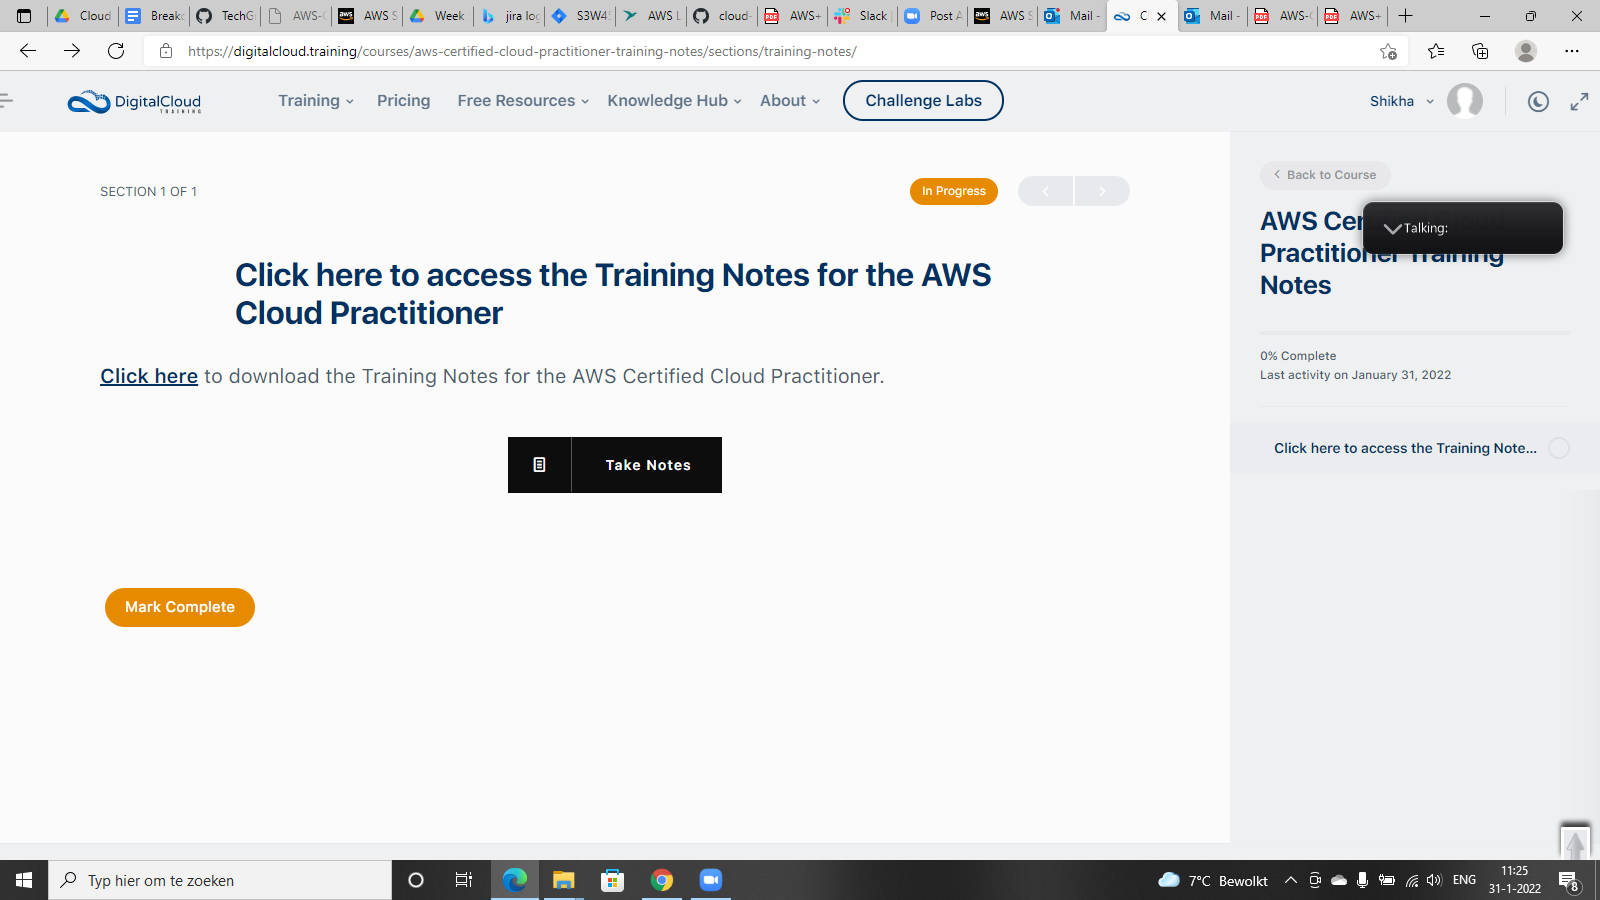 Cloud
Break
TechG
AWS-C
AWS S
Week
jira log
S3W4
AWS L
cloud-
AWS+
Slack
Post A
AWS S
Mail -
Cl
Mail -
AWS-C
AWS+
https://digitalcloud.training/courses/aws-certified-cloud-practitioner-training-notes/sections/training-notes/
DigitalCloud
TRAINING
Training
Pricing
Free Resources
Knowledge Hub
About
Challenge Labs
Shikha
SECTION 1 OF 1
In Progress
Click here to access the Training Notes for the AWS
Cloud Practitioner
Click here to download the Training Notes for the AWS Certified Cloud Practitioner.
Take Notes
Mark Complete
Back to Course
AWS Cer
Talking:
Practitioner Training
Notes
0% Complete
Last activity on January 31, 2022
Click here to access the Training Note...
Typ hier om te zoeken
7°C Bewolkt
ENG
11:25
31-1-2022
8